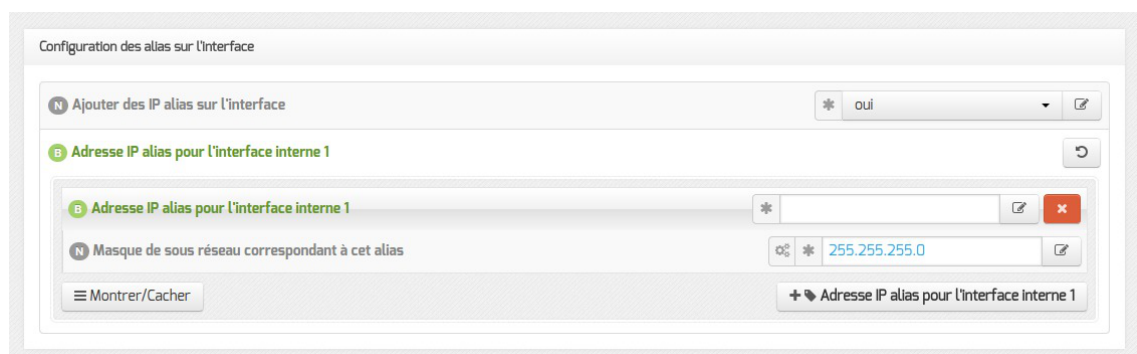 Configuration des alias sur l'interface
N Ajouter des IP alias sur l'interface oui
B Adresse IP alias pour l'interface interne 1
B Adresse IP alias pour l'interface interne 1
N Masque de sous réseau correspondant à cet alias 255.255.255.0
Montrer/Cacher + Adresse IP alias pour l'interface interne 1